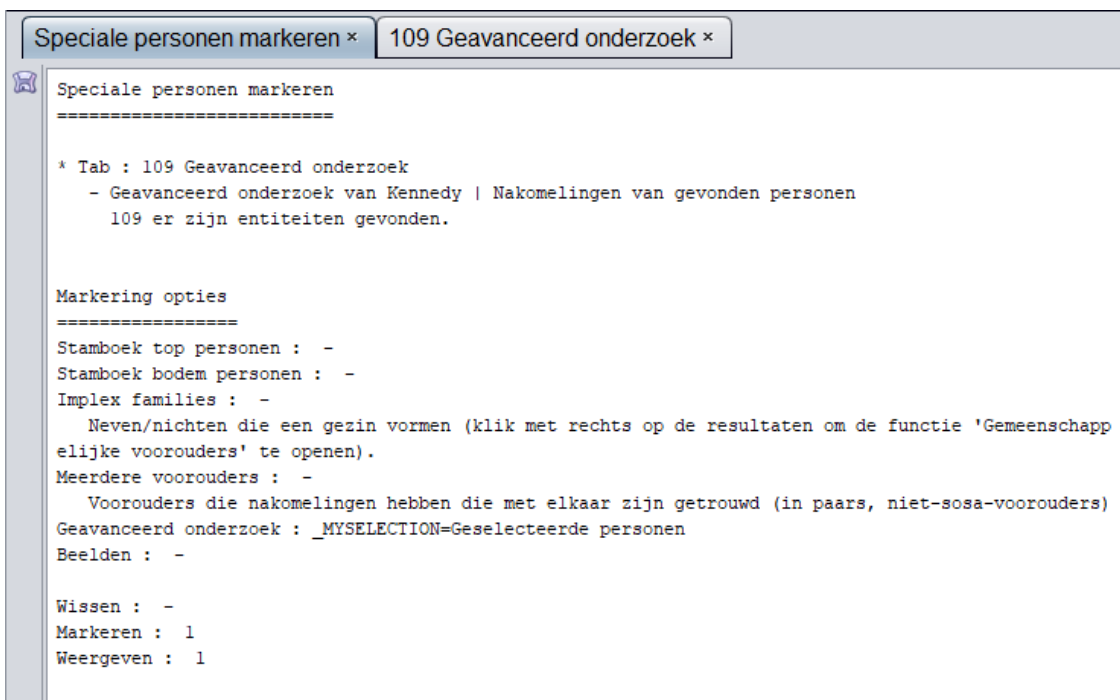 Speciale personen markeren × 109 Geavanceerd onderzoek ×
Speciale personen markeren
==========================
* Tab : 109 Geavanceerd onderzoek
- Geavanceerd onderzoek van Kennedy | Nakomelingen van gevonden personen
109 er zijn entiteiten gevonden.
Markering opties
=================
Stamboek top personen : -
Stamboek bodem personen : -
Implex families : -
Neven/nichten die een gezin vormen (klik met rechts op de resultaten om de functie 'Gemeenschapp
elijke voorouders' te openen).
Meerdere voorouders : -
Voorouders die nakomelingen hebben die met elkaar zijn getrouwd (in paars, niet-sosa-voorouders)
Geavanceerd onderzoek : _MYSELECTION=Geselecteerde personen
Beelden : -
Wissen : -
Markeren : 1
Weergeven : 1